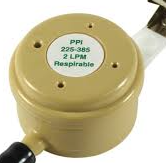 PPI
225-385
2 LPM
Respirable